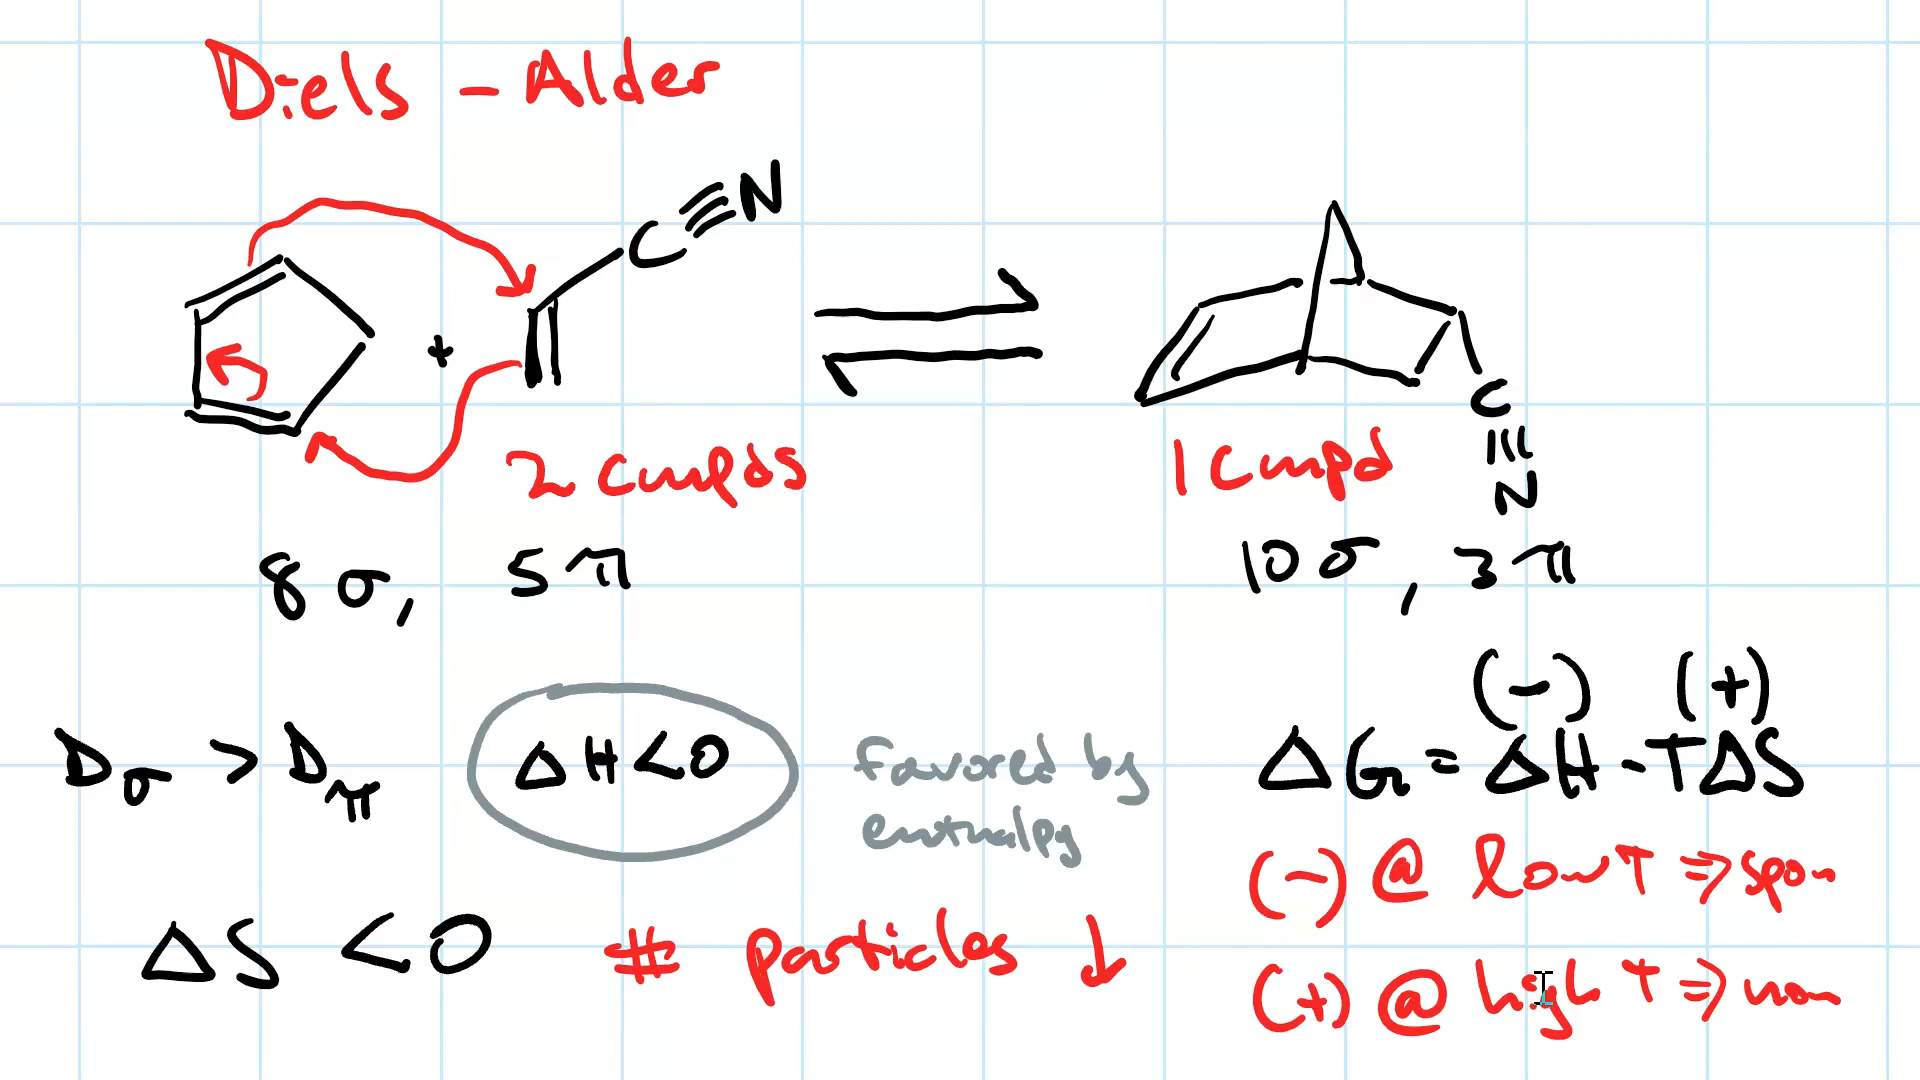 Diels - Alder
C≡N
+
C≡N
2 cmpds
1 cmpd
8 σ, 5 π
10 σ, 3 π
(-) (+)
Dσ > Dπ
ΔH < 0
favored by
enthalpy
ΔG = ΔH - TΔS
(-) @ low T ⇒ spon
ΔS < 0
# particles ↓
(+) @ high T ⇒ non